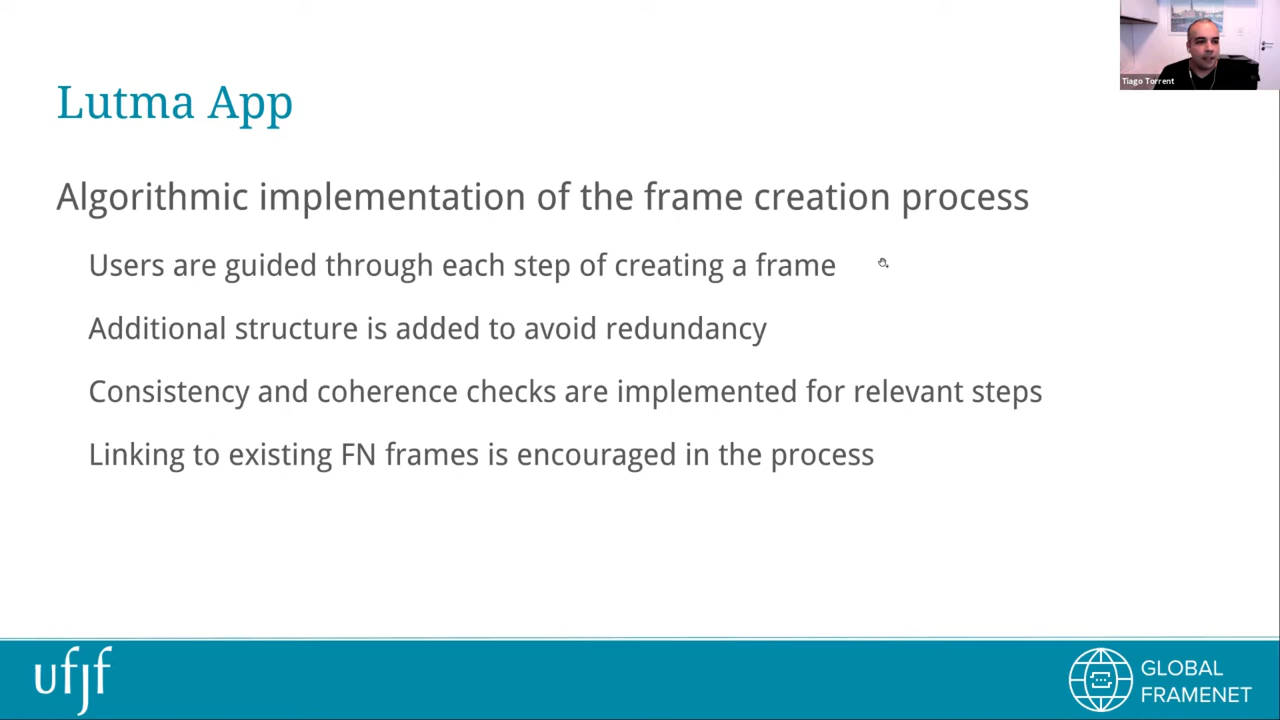 Tiago Torrent
Lutma App
Algorithmic implementation of the frame creation process
Users are guided through each step of creating a frame
Additional structure is added to avoid redundancy
Consistency and coherence checks are implemented for relevant steps
Linking to existing FN frames is encouraged in the process
ufjf
GLOBAL
FRAMENET